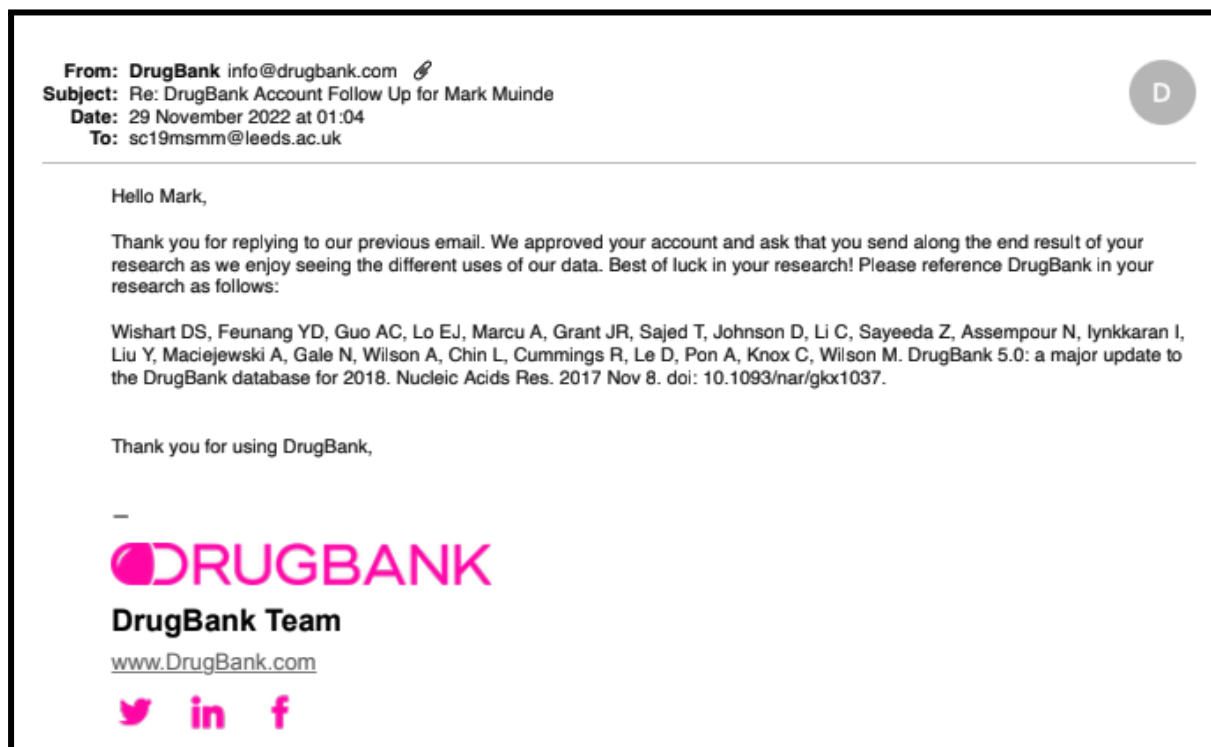 From: DrugBank info@drugbank.com
Subject: Re: DrugBank Account Follow Up for Mark Muinde
Date: 29 November 2022 at 01:04
To: sc19msmm@leeds.ac.uk
D
Hello Mark,
Thank you for replying to our previous email. We approved your account and ask that you send along the end result of your
research as we enjoy seeing the different uses of our data. Best of luck in your research! Please reference DrugBank in your
research as follows:
Wishart DS, Feunang YD, Guo AC, Lo EJ, Marcu A, Grant JR, Sajed T, Johnson D, Li C, Sayeeda Z, Assempour N, Iynkkaran I,
Liu Y, Maciejewski A, Gale N, Wilson A, Chin L, Cummings R, Le D, Pon A, Knox C, Wilson M. DrugBank 5.0: a major update to
the DrugBank database for 2018. Nucleic Acids Res. 2017 Nov 8. doi: 10.1093/nar/gkx1037.
Thank you for using DrugBank,
–
DRUGBANK
DrugBank Team
www.DrugBank.com
in f